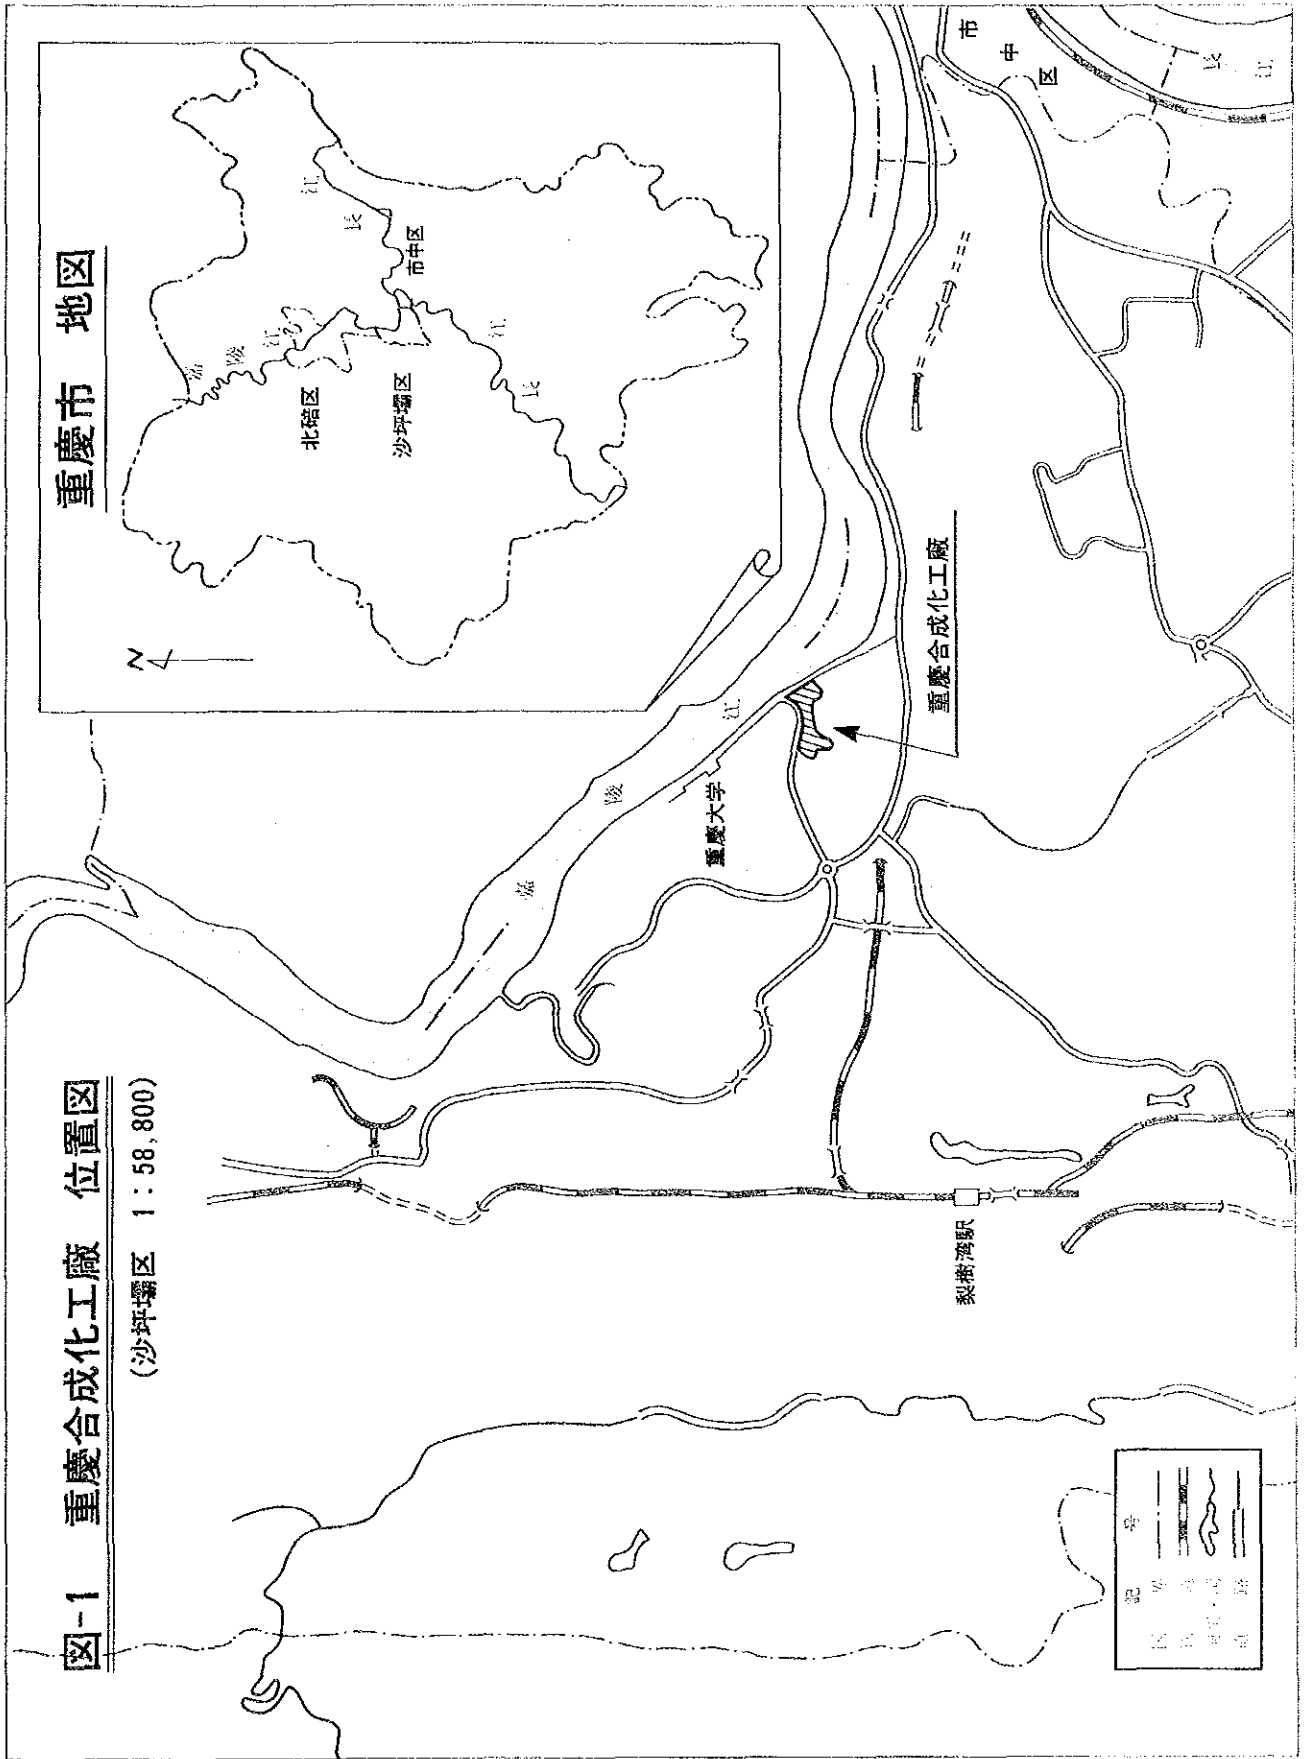 図-1 重慶合成化工廠 位置図
(沙坪壩区 1:58,800)
重慶市 地図
N
嘉
陵
江
長
江
市中区
北碚区
沙坪壩区
長
江
嘉
陵
江
重慶大学
重慶合成化工廠
市
中
区
長
江
梨樹湾駅
記 号